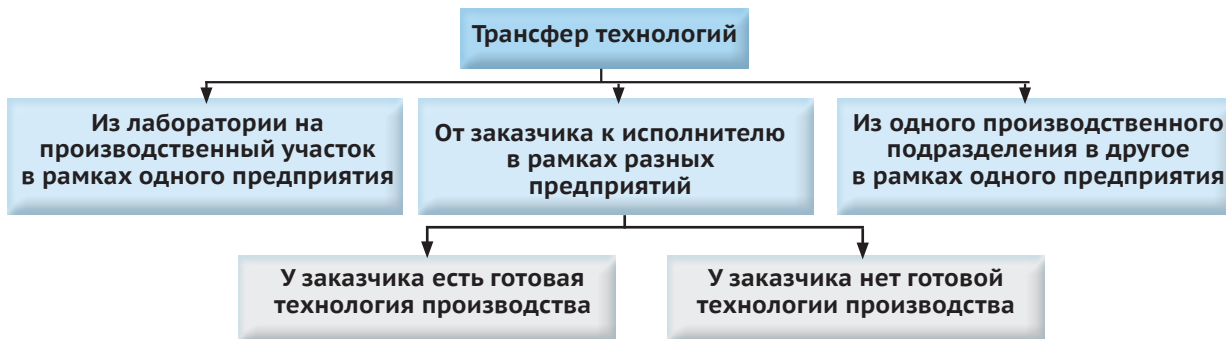 Трансфер технологий
Из лаборатории на
производственный участок
в рамках одного предприятия
От заказчика к исполнителю
в рамках разных
предприятий
Из одного производственного
подразделения в другое
в рамках одного предприятия
У заказчика есть готовая
технология производства
У заказчика нет готовой
технологии производства